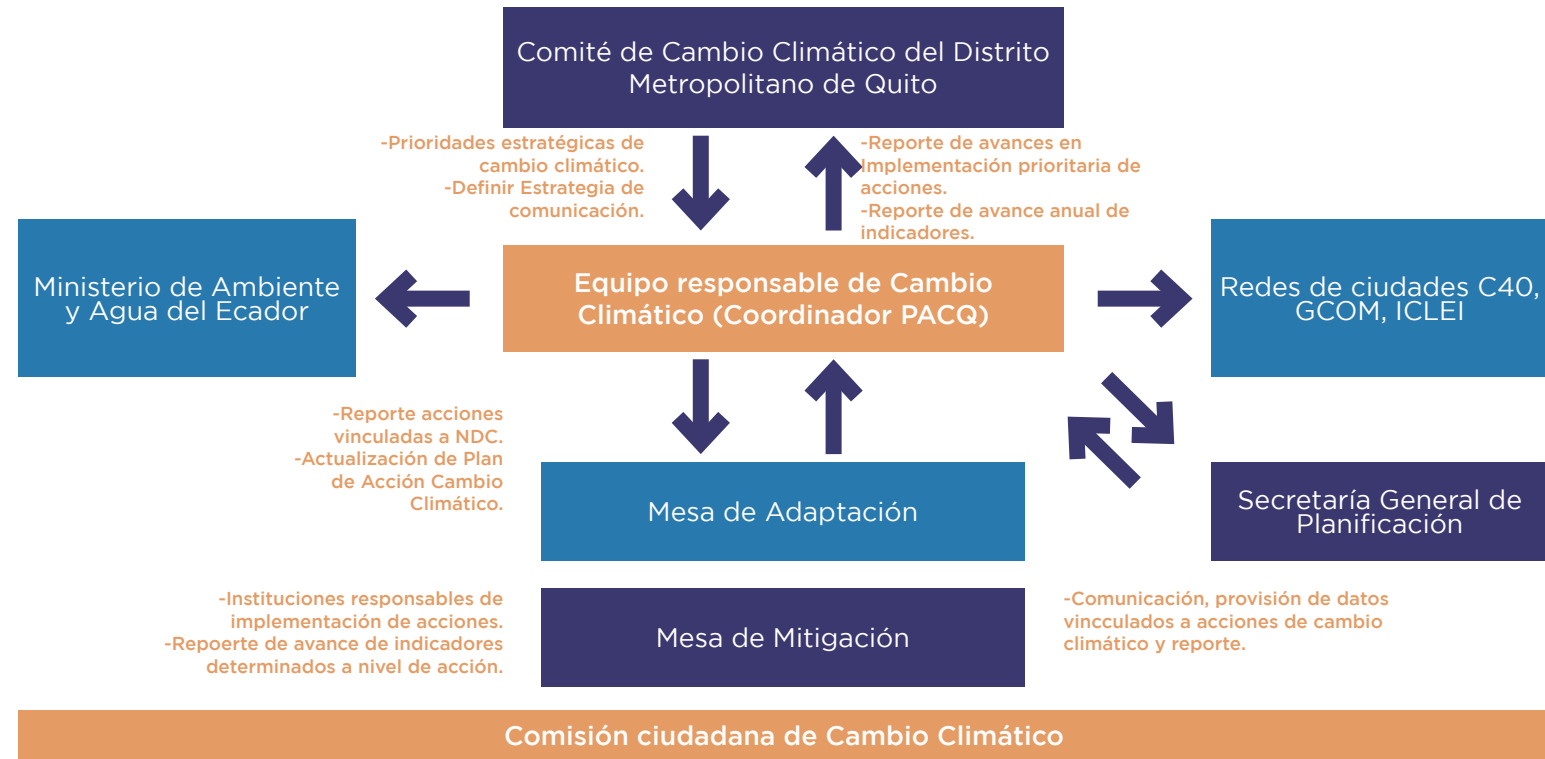 Comité de Cambio Climático del Distrito
Metropolitano de Quito
-Prioridades estratégicas de
cambio climático.
-Definir Estrategia de
comunicación.
-Reporte de avances en
Implementación prioritaria de
acciones.
-Reporte de avance anual de
indicadores.
Ministerio de Ambiente
y Agua del Ecador
Equipo responsable de Cambio
Climático (Coordinador PACQ)
Redes de ciudades C40,
GCOM, ICLEI
-Reporte acciones
vinculadas a NDC.
-Actualización de Plan
de Acción Cambio
Climático.
Mesa de Adaptación
Secretaría General de
Planificación
-Instituciones responsables de
implementación de acciones.
-Repoerte de avance de indicadores
determinados a nivel de acción.
Mesa de Mitigación
-Comunicación, provisión de datos
vincculados a acciones de cambio
climático y reporte.
Comisión ciudadana de Cambio Climático